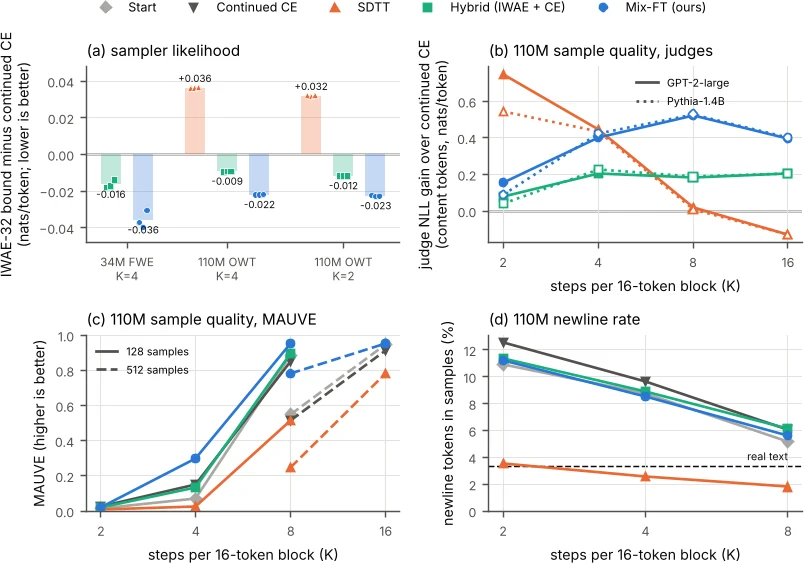 Start Continued CE SDTT Hybrid (IWAE + CE) Mix-FT (ours)
(a) sampler likelihood
IWAE-32 bound minus continued CE
(nats/token; lower is better)
0.04
0.02
0.00
−0.02
−0.04
-0.016
-0.036
+0.036
-0.009
-0.022
+0.032
-0.012
-0.023
34M FWE
K=4
110M OWT
K=4
110M OWT
K=2
(b) 110M sample quality, judges
judge NLL gain over continued CE
(content tokens, nats/token)
0.6
0.4
0.2
0.0
GPT-2-large
Pythia-1.4B
2 4 8 16
steps per 16-token block (K)
(c) 110M sample quality, MAUVE
MAUVE (higher is better)
1.0
0.8
0.6
0.4
0.2
0.0
128 samples
512 samples
2 4 8 16
steps per 16-token block (K)
(d) 110M newline rate
newline tokens in samples (%)
12
10
8
6
4
2
0
real text
2 4 8
steps per 16-token block (K)